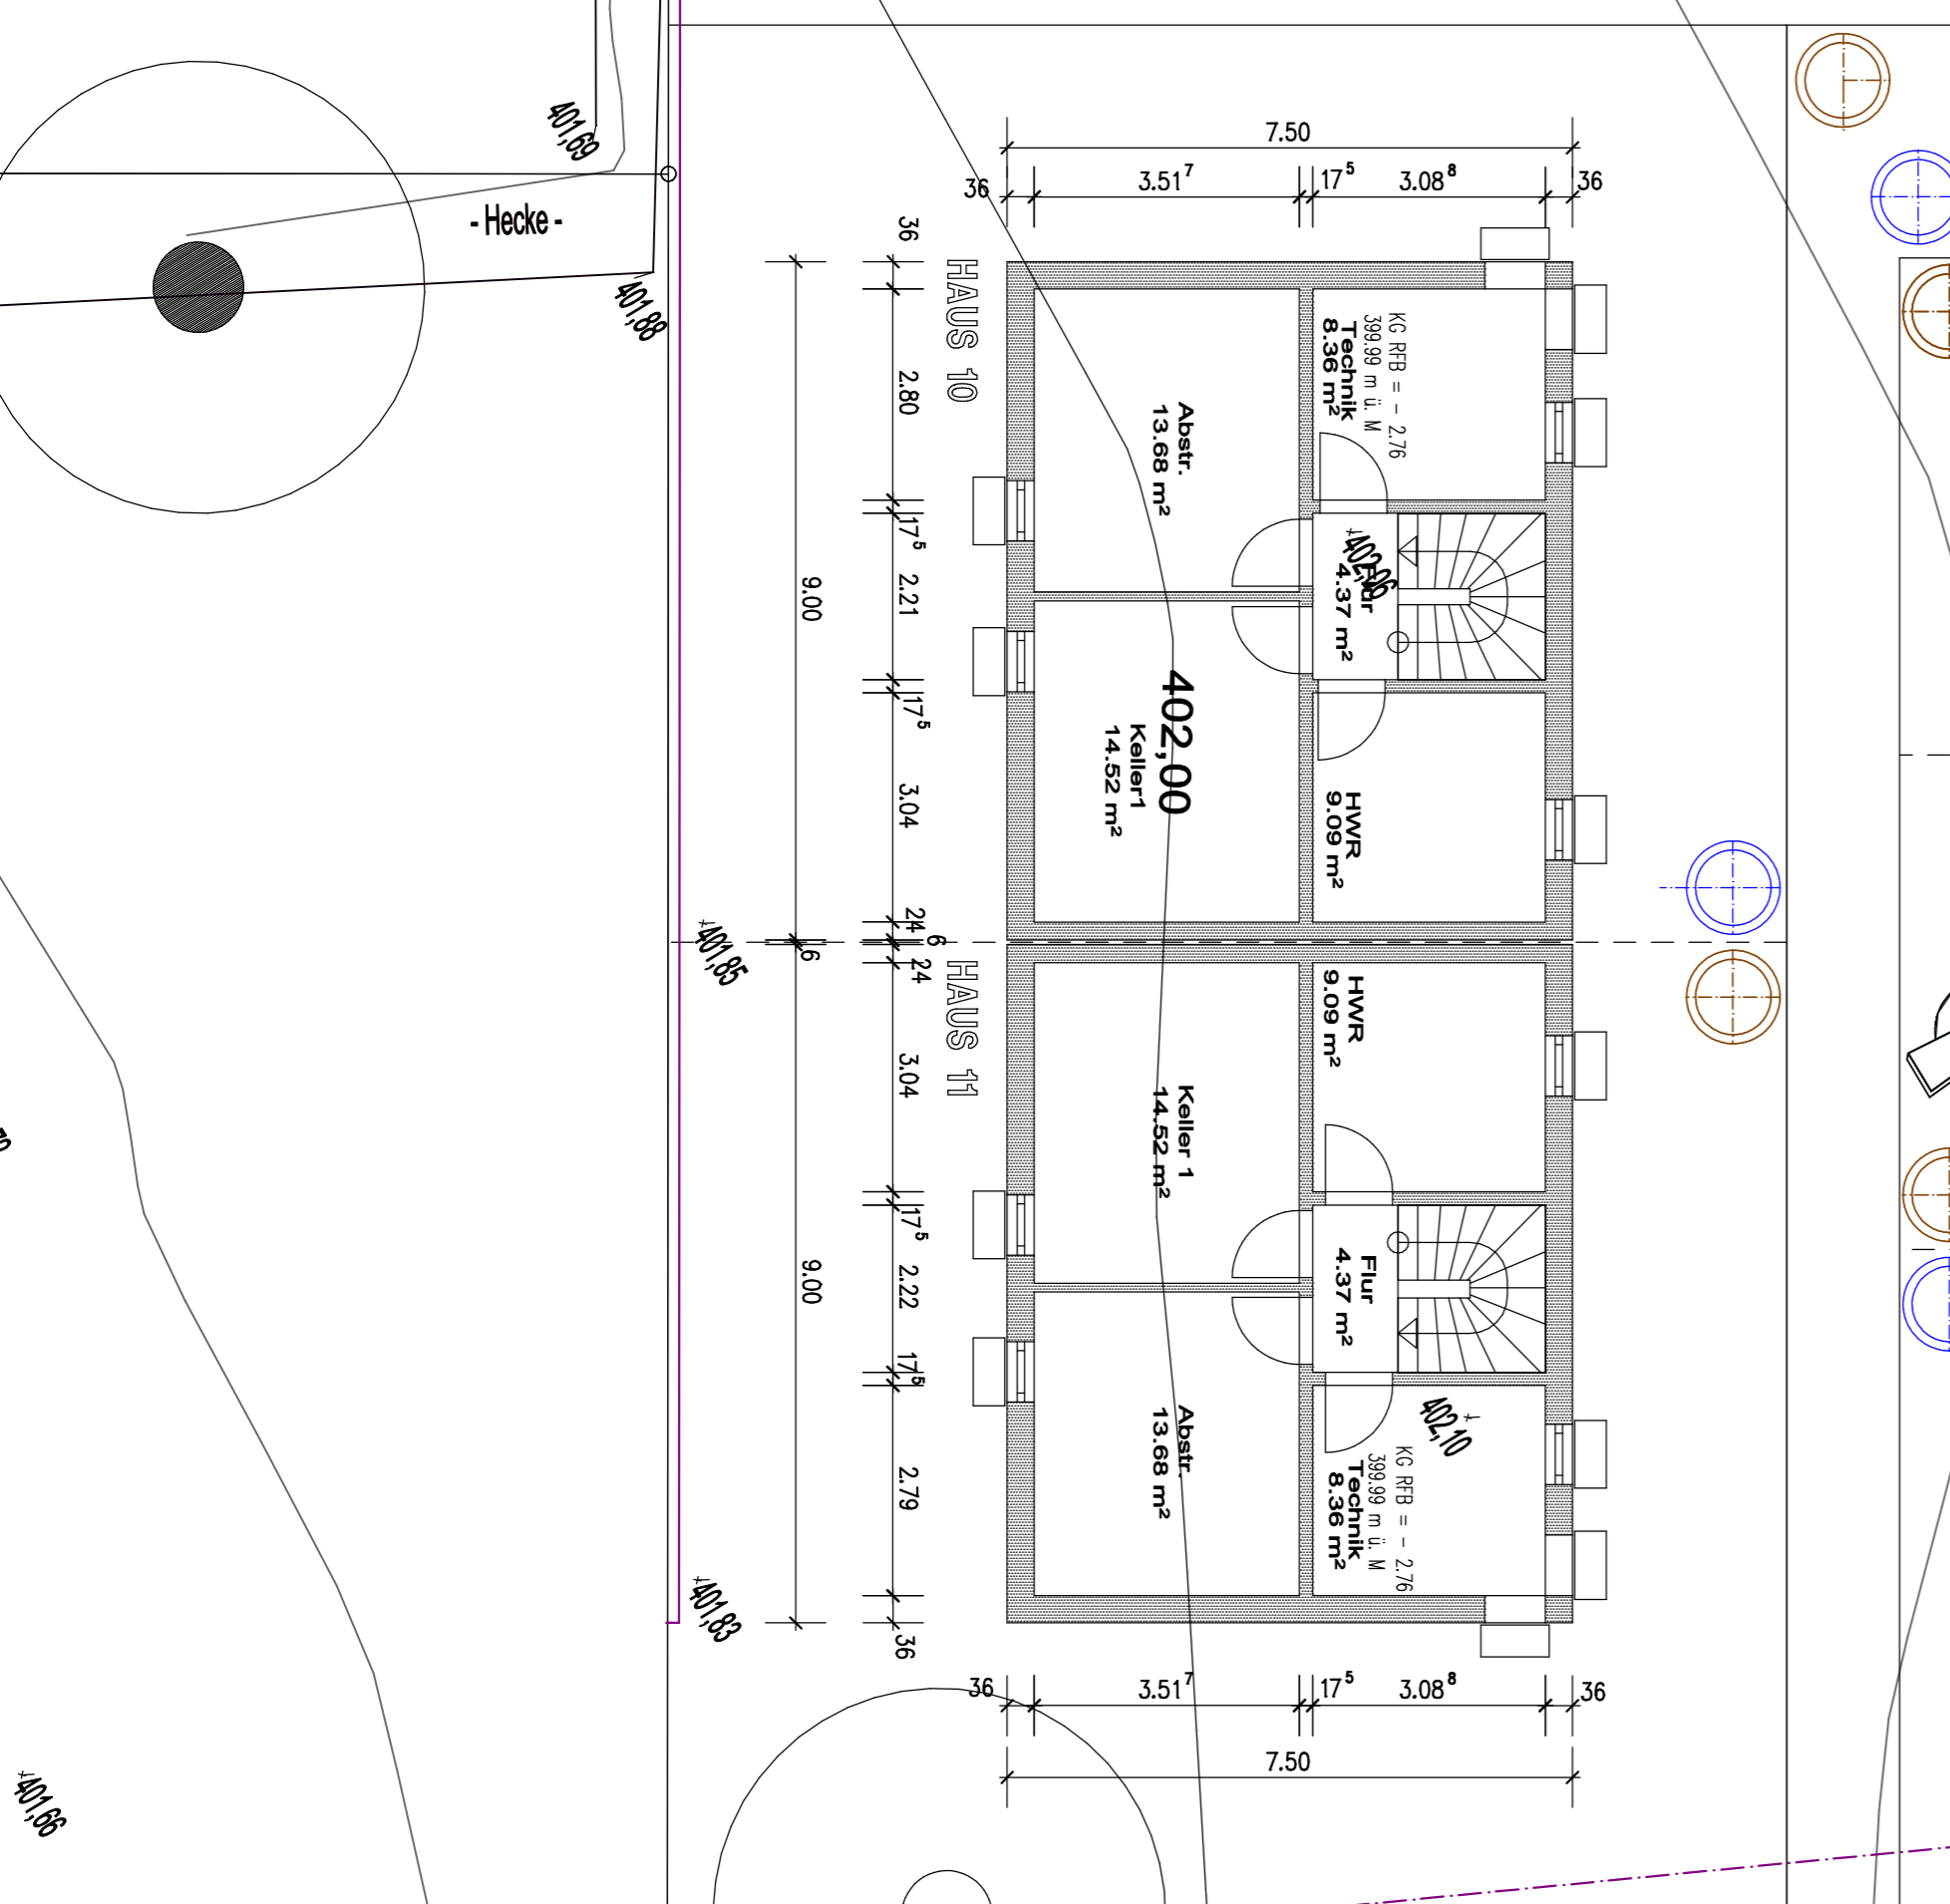 7.50
36
3.51⁷
17⁵
3.08⁸
36
401,69
- Hecke -
401,88
36
2.80
17⁵
2.21
17⁵
3.04
24
6
24
3.04
17⁵
2.22
17⁵
2.79
36
9.00
6
9.00
HAUS 10
KG RFB = - 2.76
399.99 m ü. M
Technik
8.36 m²
Abstr.
13.68 m²
402,06
Flur
4.37 m²
402,00
Keller1
14.52 m²
HWR
9.09 m²
401,85
HAUS 11
HWR
9.09 m²
Keller 1
14.52 m²
Flur
4.37 m²
402,10
KG RFB = - 2.76
399.99 m ü. M
Technik
8.36 m²
Abstr.
13.68 m²
401,83
401,66
36
3.51⁷
17⁵
3.08⁸
36
7.50